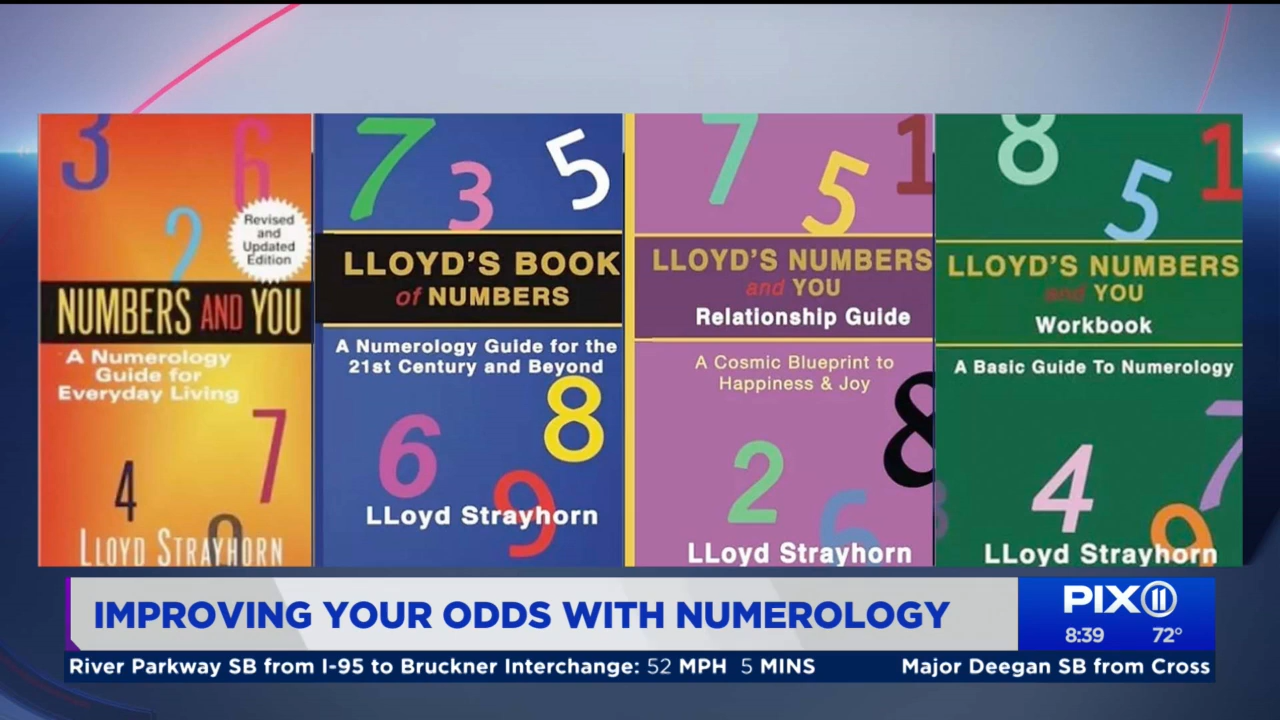 3
6
2
Revised
and
Updated
Edition
NUMBERS AND YOU
A Numerology
Guide for
Everyday Living
7
4
9
LLOYD STRAYHORN
7
3
5
LLOYD'S BOOK
of NUMBERS
A Numerology Guide for the
21st Century and Beyond
8
6
9
LLoyd Strayhorn
7
5
1
LLOYD'S NUMBERS
and YOU
Relationship Guide
A Cosmic Blueprint to
Happiness & Joy
8
2
6
LLoyd Strayhorn
8
5
1
LLOYD'S NUMBERS
and YOU
Workbook
A Basic Guide To Numerology
7
4
9
LLoyd Strayhorn
IMPROVING YOUR ODDS WITH NUMEROLOGY
PIX11
8:39 72°
River Parkway SB from I-95 to Bruckner Interchange: 52 MPH 5 MINS Major Deegan SB from Cross